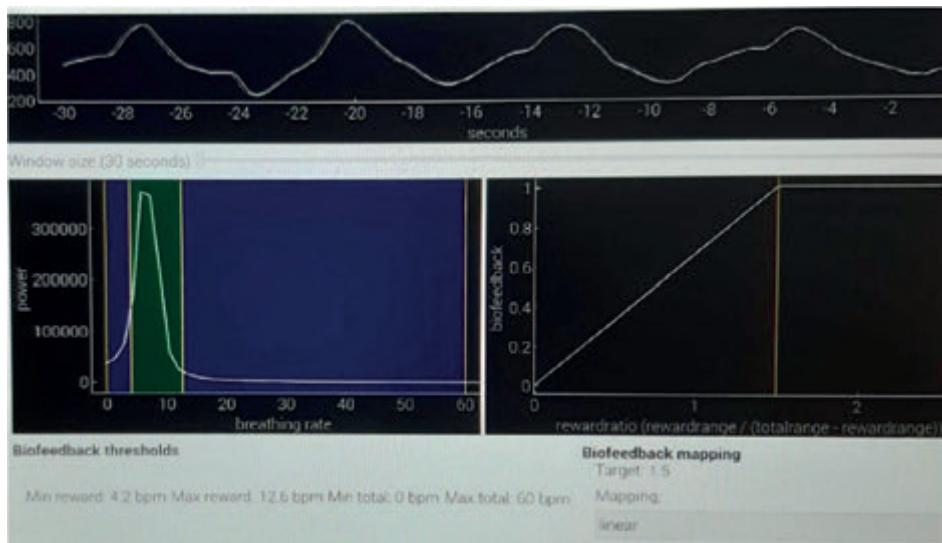 800
600
400
200
-30 -28 -26 -24 -22 -20 -18 -16 -14 -12 -10 -8 -6 -4 -2
seconds
Window size (30 seconds)
power
300000
200000
100000
0
0 10 20 30 40 50 60
breathing rate
biofeedback
1
0.8
0.6
0.4
0.2
0
0 1 2
rewardratio (rewardrange / (totalrange - rewardrange))
Biofeedback thresholds
Min reward: 4.2 bpm Max reward: 12.6 bpm Min total: 0 bpm Max total: 60 bpm
Biofeedback mapping
Target: 1.5
Mapping:
linear